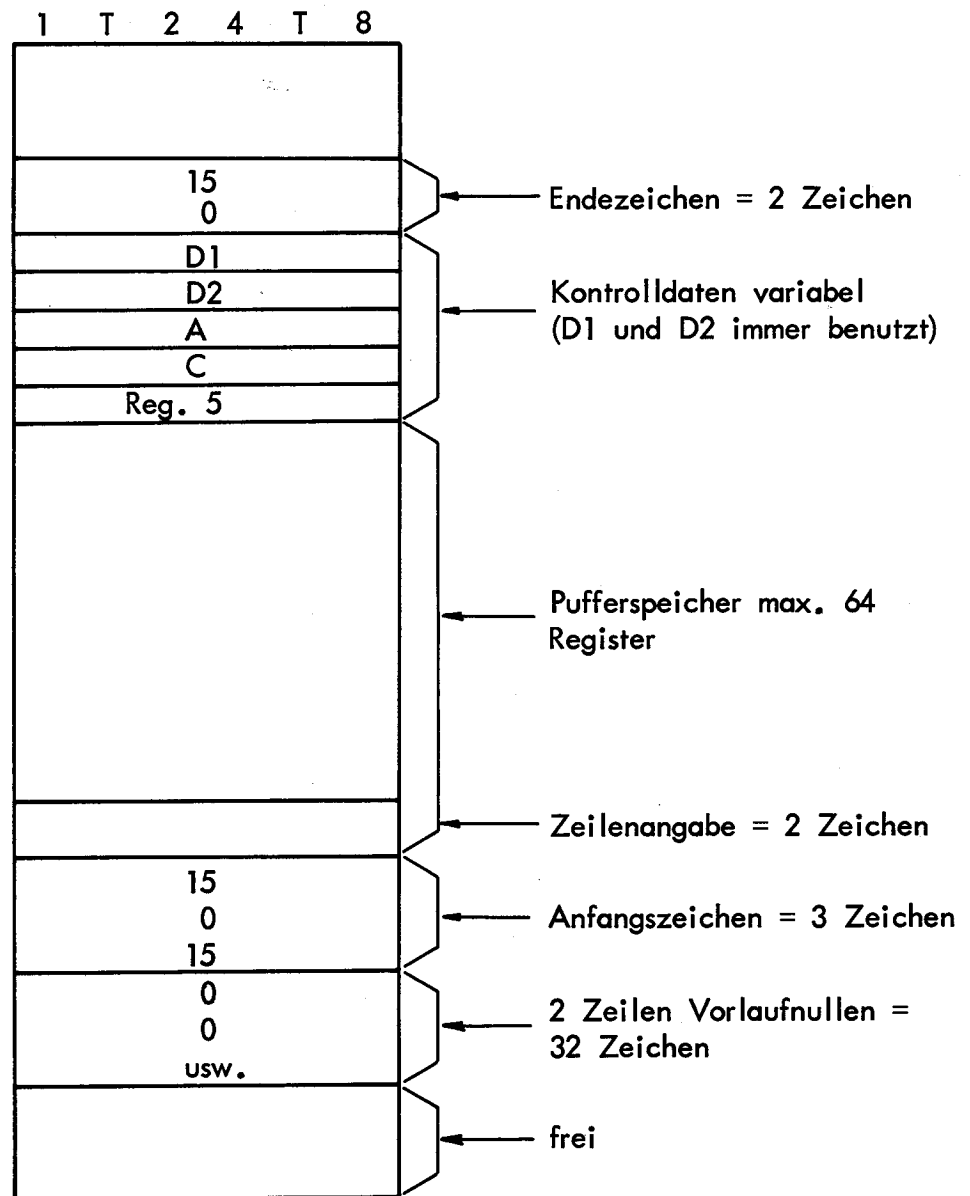 1 T 2 4 T 8
15
0
Endezeichen = 2 Zeichen
D1
D2
A
C
Reg. 5
Kontrolldaten variabel
(D1 und D2 immer benutzt)
Pufferspeicher max. 64
Register
Zeilenangabe = 2 Zeichen
15
0
15
Anfangszeichen = 3 Zeichen
0
0
usw.
2 Zeilen Vorlaufnullen =
32 Zeichen
frei